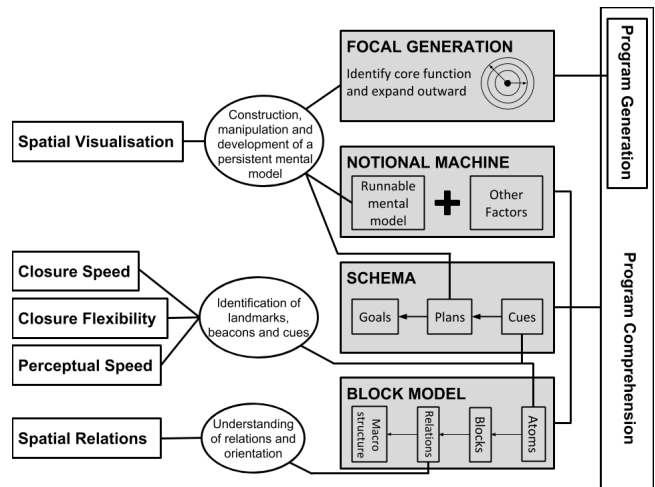 FOCAL GENERATION
Identify core function
and expand outward
Program Generation
Spatial Visualisation
Construction,
manipulation and
development of a
persistent mental
model
NOTIONAL MACHINE
Runnable
mental
model
Other
Factors
Closure Speed
Closure Flexibility
Perceptual Speed
Identification of
landmarks,
beacons and cues
SCHEMA
Goals
Plans
Cues
Program Comprehension
Spatial Relations
Understanding
of relations and
orientation
BLOCK MODEL
Macro
structure
Relations
Blocks
Atoms